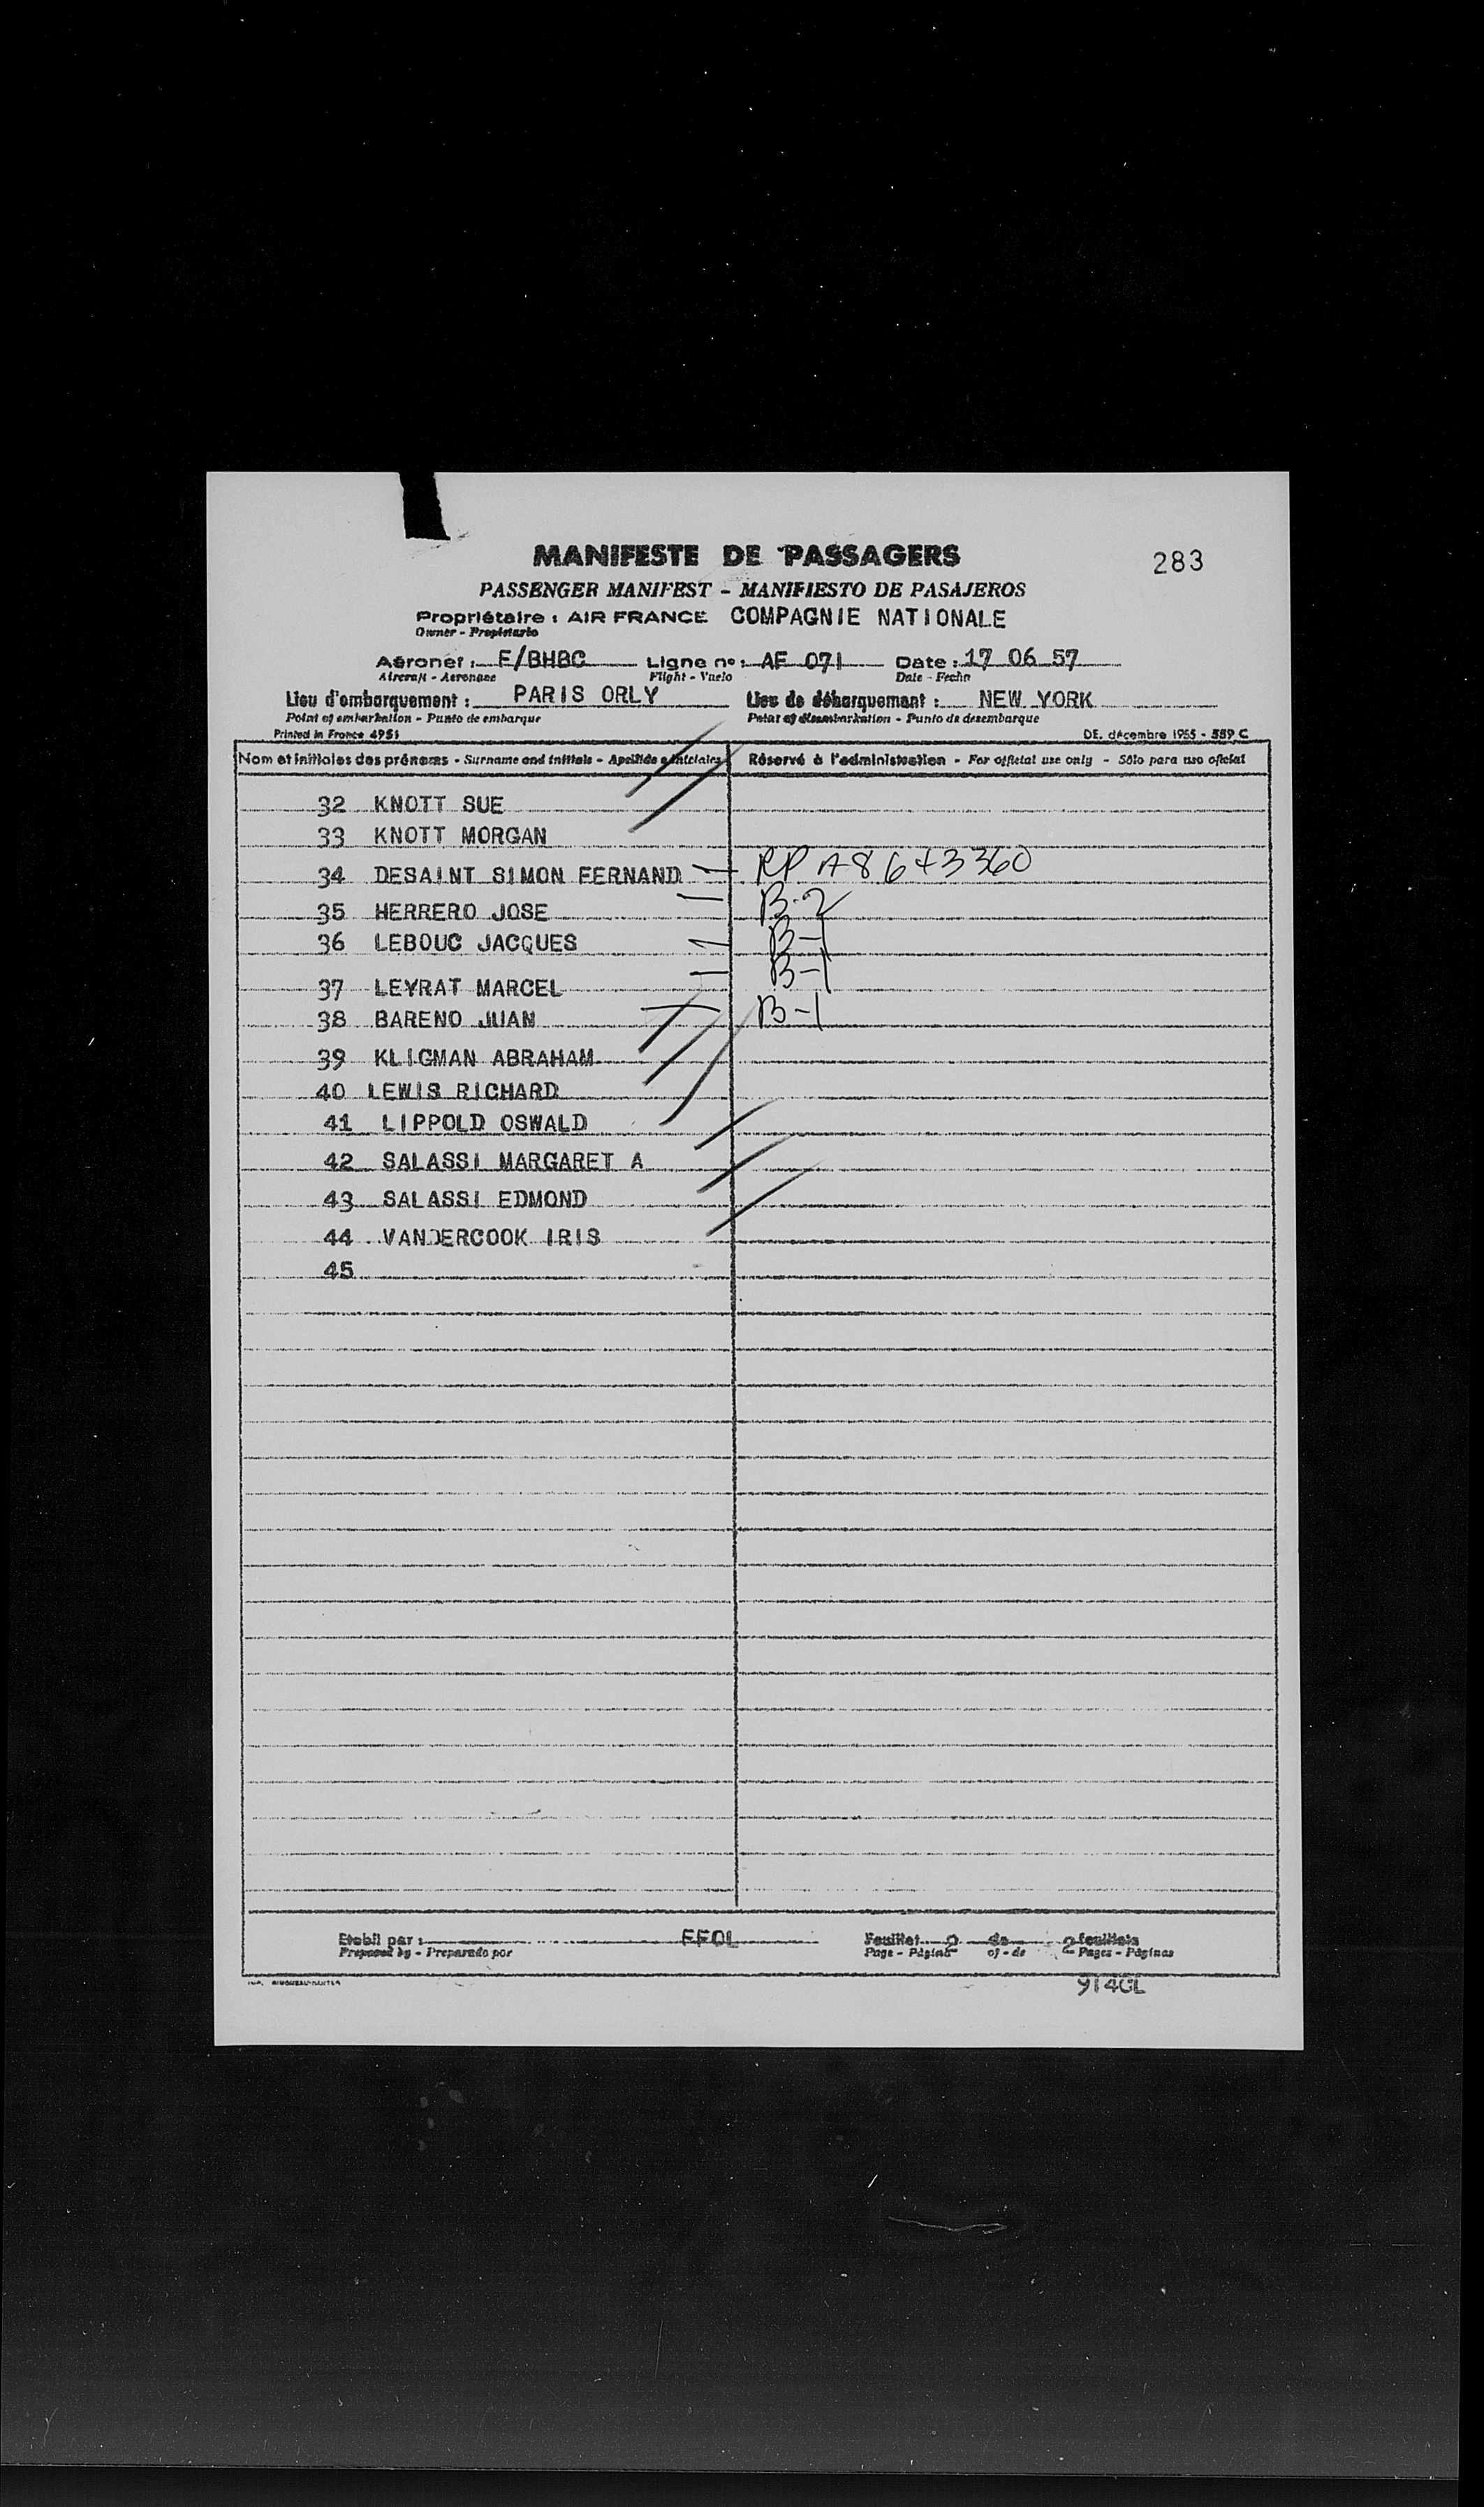 MANIFESTE DE PASSAGERS
283
PASSENGER MANIFEST - MANIFIESTO DE PASAJEROS
Propriétaire : AIR FRANCE COMPAGNIE NATIONALE
Owner - Propietario
Aéronef : F/BHBC Ligne n° : AF 071 Date : 17 06 57
Aircraft - Aeronave Flight - Vuelo Date - Fecha
Lieu d'embarquement : PARIS ORLY Lieu de débarquement : NEW YORK
Point of embarkation - Punto de embarque Point of disembarkation - Punto de desembarque
Printed in France 4951 DE. décembre 1955 - 589 C
Nom et initiales des prénoms - Surname and initials - Apellido e iniciales Réservé à l'administration - For official use only - Sólo para uso oficial
32 KNOTT SUE
33 KNOTT MORGAN
34 DESAINT SIMON FERNAND — RP A8 643360
35 HERRERO JOSE — B-2
36 LEBOUC JACQUES — B-1
37 LEYRAT MARCEL — B-1
38 BARENO JUAN — B-1
39 KLIGMAN ABRAHAM
40 LEWIS RICHARD
41 LIPPOLD OSWALD
42 SALASSI MARGARET A
43 SALASSI EDMOND
44 VANDERCOOK IRIS
45
Etabli par : FFOL Feuillet 2 de 2 feuillets
Prepared by - Preparado por Page - Página of - de Pages - Páginas
914GL